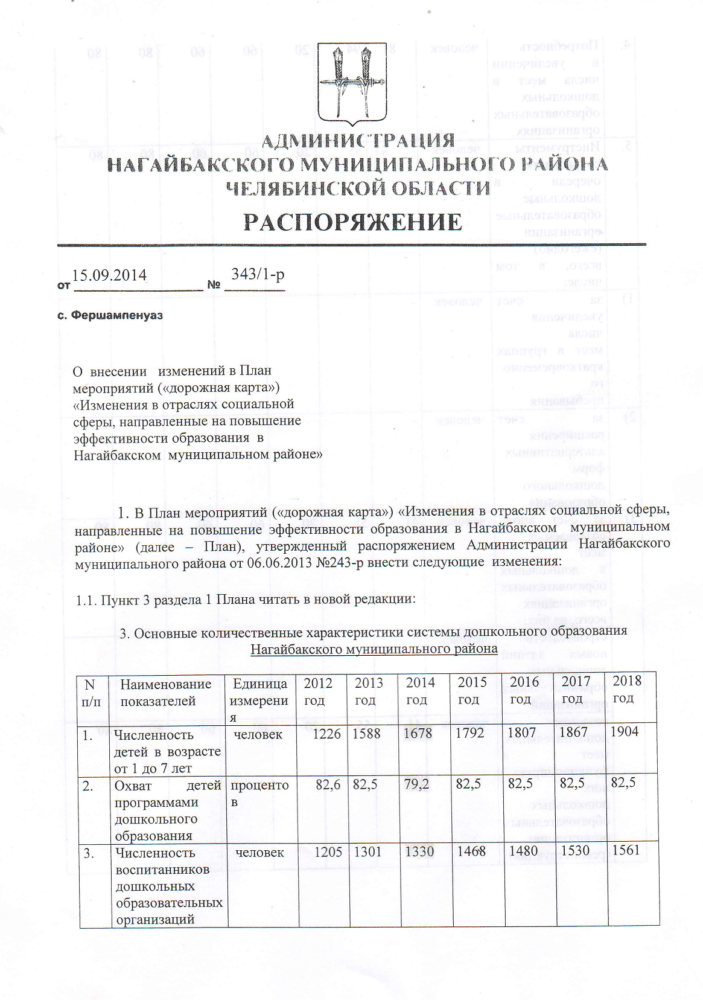 АДМИНИСТРАЦИЯ
НАГАЙБАКСКОГО МУНИЦИПАЛЬНОГО РАЙОНА
ЧЕЛЯБИНСКОЙ ОБЛАСТИ
РАСПОРЯЖЕНИЕ
от 15.09.2014 № 343/1-р
с. Фершампенуаз
О внесении изменений в План
мероприятий («дорожная карта»)
«Изменения в отраслях социальной
сферы, направленные на повышение
эффективности образования в
Нагайбакском муниципальном районе»
1. В План мероприятий («дорожная карта») «Изменения в отраслях социальной сферы,
направленные на повышение эффективности образования в Нагайбакском муниципальном
районе» (далее – План), утвержденный распоряжением Администрации Нагайбакского
муниципального района от 06.06.2013 №243-р внести следующие изменения:
1.1. Пункт 3 раздела 1 Плана читать в новой редакции:
3. Основные количественные характеристики системы дошкольного образования
Нагайбакского муниципального района
N Наименование Единица 2012 2013 2014 2015 2016 2017 2018
п/п показателей измерени год год год год год год год
я
1. Численность человек 1226 1588 1678 1792 1807 1867 1904
детей в возрасте
от 1 до 7 лет
2. Охват детей проценто 82,6 82,5 79,2 82,5 82,5 82,5 82,5
программами в
дошкольного
образования
3. Численность человек 1205 1301 1330 1468 1480 1530 1561
воспитанников
дошкольных
образовательных
организаций